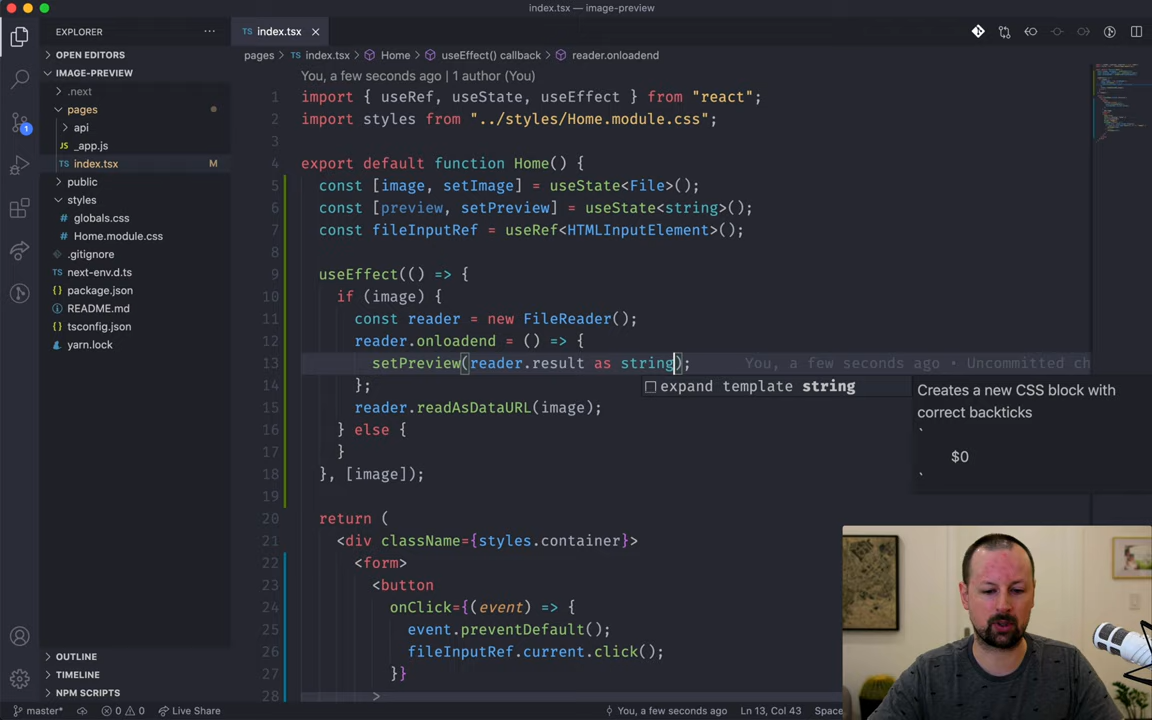 index.tsx — image-preview
EXPLORER
TS index.tsx
OPEN EDITORS
IMAGE-PREVIEW
.next
pages
api
JS _app.js
TS index.tsx M
public
styles
# globals.css
# Home.module.css
.gitignore
TS next-env.d.ts
{} package.json
README.md
tsconfig.json
yarn.lock
OUTLINE
TIMELINE
NPM SCRIPTS
1
pages > TS index.tsx > Home > useEffect() callback > reader.onloadend
You, a few seconds ago | 1 author (You)
1 import { useRef, useState, useEffect } from "react";
2 import styles from "../styles/Home.module.css";
3
4 export default function Home() {
5 const [image, setImage] = useState<File>();
6 const [preview, setPreview] = useState<string>();
7 const fileInputRef = useRef<HTMLInputElement>();
8
9 useEffect(() => {
10 if (image) {
11 const reader = new FileReader();
12 reader.onloadend = () => {
13 setPreview(reader.result as string); You, a few seconds ago • Uncommitted ch
14 };
15 reader.readAsDataURL(image);
16 } else {
17 }
18 }, [image]);
19
20 return (
21 <div className={styles.container}>
22 <form>
23 <button
24 onClick={(event) => {
25 event.preventDefault();
26 fileInputRef.current.click();
27 }}
28 >
expand template string
Creates a new CSS block with
correct backticks
`
$0
`
master* 0 0 Live Share You, a few seconds ago Ln 13, Col 43 Space